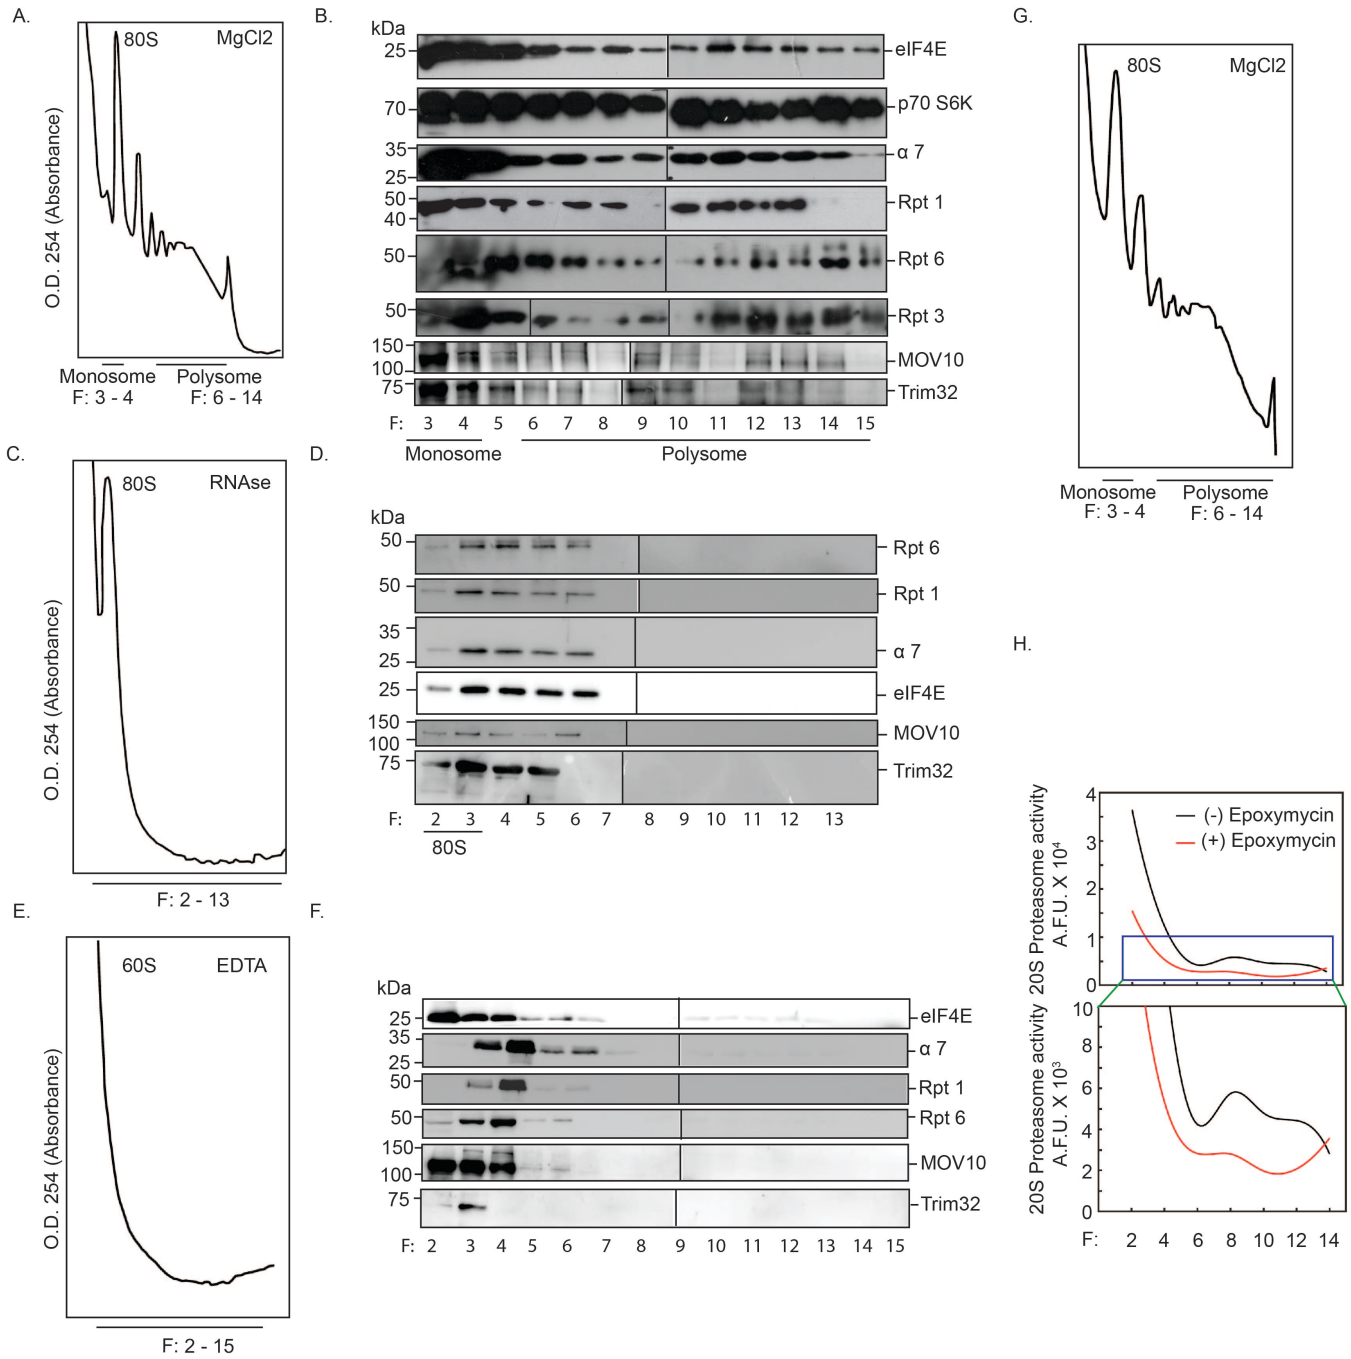 A.
80S
MgCl2
O.D. 254 (Absorbance)
Monosome
F: 3 - 4
Polysome
F: 6 - 14
B.
kDa
25
eIF4E
70
p70 S6K
35
25
α 7
50
40
Rpt 1
50
Rpt 6
50
Rpt 3
150
100
MOV10
75
Trim32
F: 3 4 5 6 7 8 9 10 11 12 13 14 15
Monosome
Polysome
C.
80S
RNAse
O.D. 254 (Absorbance)
F: 2 - 13
D.
kDa
50
Rpt 6
50
Rpt 1
35
25
α 7
25
eIF4E
150
100
MOV10
75
Trim32
F: 2 3 4 5 6 7 8 9 10 11 12 13
80S
E.
60S
EDTA
O.D. 254 (Absorbance)
F: 2 - 15
F.
kDa
25
eIF4E
35
25
α 7
50
Rpt 1
50
Rpt 6
150
100
MOV10
75
Trim32
F: 2 3 4 5 6 7 8 9 10 11 12 13 14 15
G.
80S
MgCl2
Monosome
F: 3 - 4
Polysome
F: 6 - 14
H.
20S Proteasome activity
A.F.U. X 10⁴
4
3
2
1
0
(-) Epoxymycin
(+) Epoxymycin
20S Proteasome activity
A.F.U. X 10³
10
8
6
4
2
0
F: 2 4 6 8 10 12 14